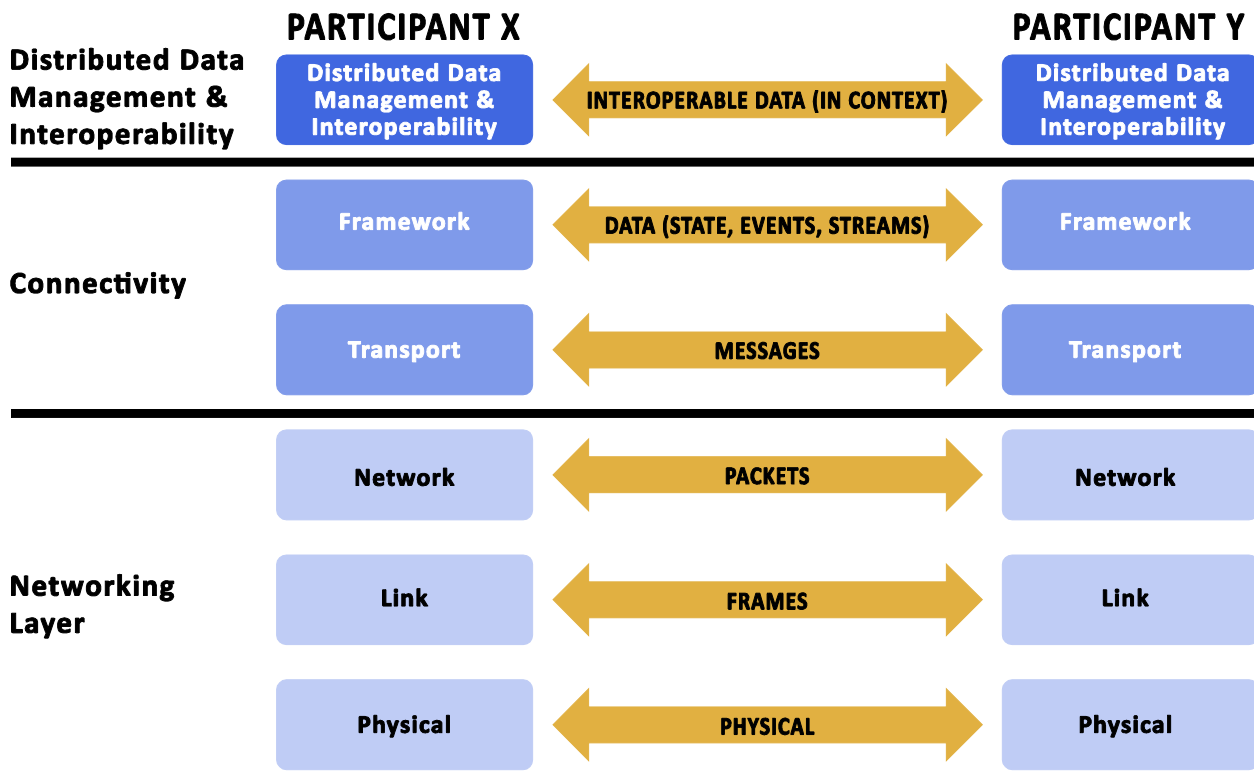 PARTICIPANT X
PARTICIPANT Y
Distributed Data
Management &
Interoperability
Distributed Data
Management &
Interoperability
INTEROPERABLE DATA (IN CONTEXT)
Distributed Data
Management &
Interoperability
Connectivity
Framework
DATA (STATE, EVENTS, STREAMS)
Framework
Transport
MESSAGES
Transport
Networking
Layer
Network
PACKETS
Network
Link
FRAMES
Link
Physical
PHYSICAL
Physical